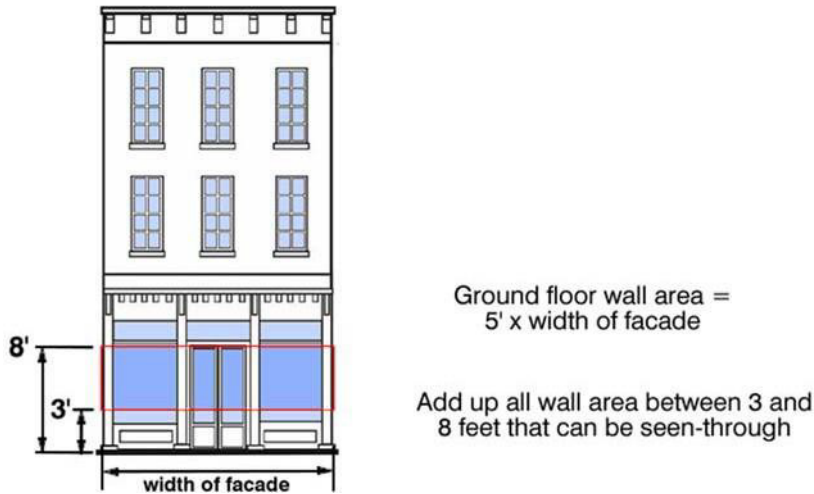 8'
3'
width of facade
Ground floor wall area =
5' x width of facade
Add up all wall area between 3 and
8 feet that can be seen-through